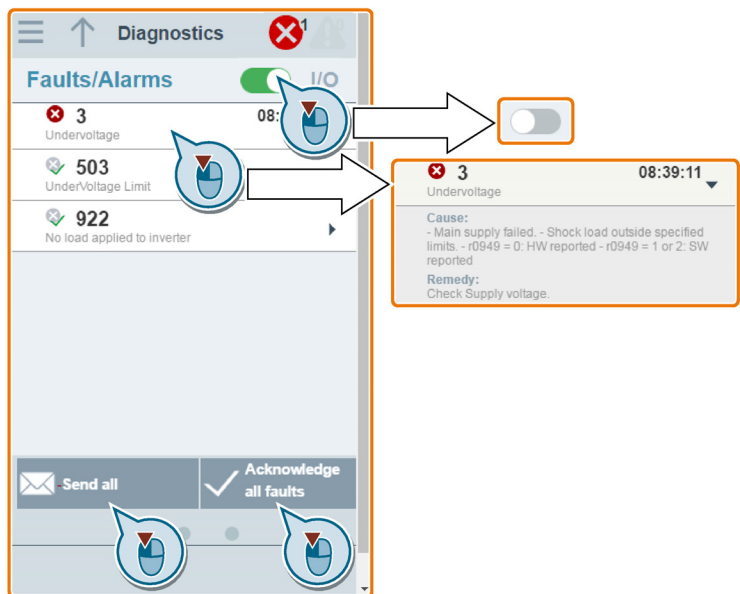 Diagnostics
1
Faults/Alarms
I/O
3
08:
Undervoltage
503
UnderVoltage Limit
922
No load applied to inverter
-Send all
Acknowledge
all faults
3
08:39:11
Undervoltage
Cause:
- Main supply failed. - Shock load outside specified
limits. - r0949 = 0: HW reported - r0949 = 1 or 2: SW
reported
Remedy:
Check Supply voltage.